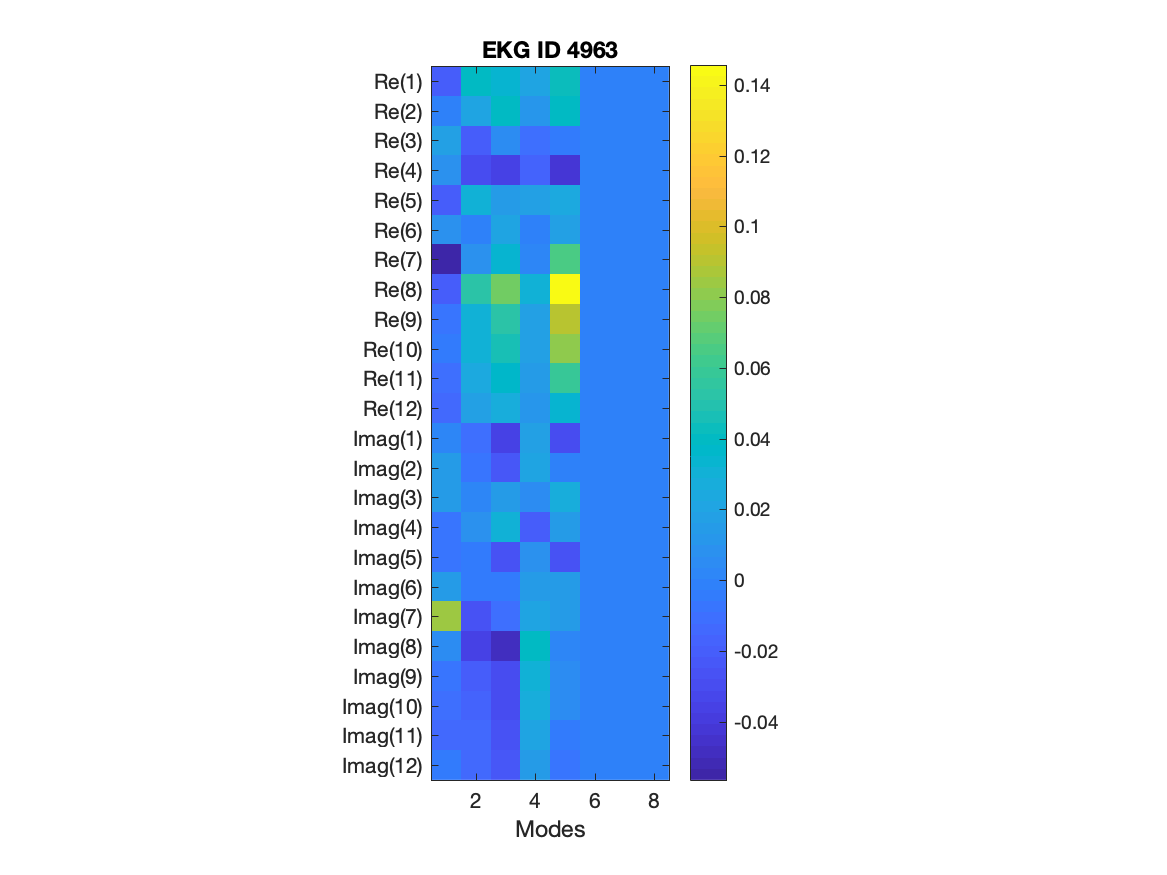 EKG ID 4963
Re(1)
Re(2)
Re(3)
Re(4)
Re(5)
Re(6)
Re(7)
Re(8)
Re(9)
Re(10)
Re(11)
Re(12)
Imag(1)
Imag(2)
Imag(3)
Imag(4)
Imag(5)
Imag(6)
Imag(7)
Imag(8)
Imag(9)
Imag(10)
Imag(11)
Imag(12)
2 4 6 8
Modes
0.14
0.12
0.1
0.08
0.06
0.04
0.02
0
-0.02
-0.04